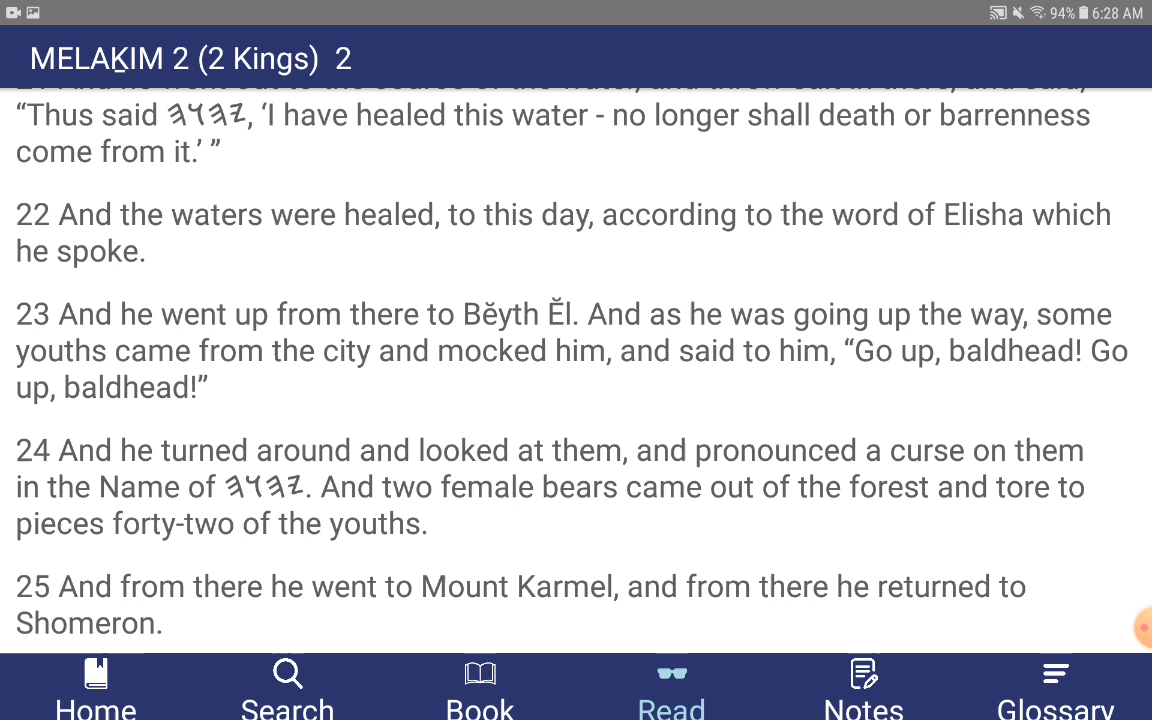 94% 6:28 AM
MELAḴIM 2 (2 Kings) 2
“Thus said 𐤉𐤄𐤅𐤄, ‘I have healed this water - no longer shall death or barrenness
come from it.’ ”
22 And the waters were healed, to this day, according to the word of Elisha which
he spoke.
23 And he went up from there to Bĕyth Ĕl. And as he was going up the way, some
youths came from the city and mocked him, and said to him, “Go up, baldhead! Go
up, baldhead!”
24 And he turned around and looked at them, and pronounced a curse on them
in the Name of 𐤉𐤄𐤅𐤄. And two female bears came out of the forest and tore to
pieces forty-two of the youths.
25 And from there he went to Mount Karmel, and from there he returned to
Shomeron.
Home Search Book Read Notes Glossary